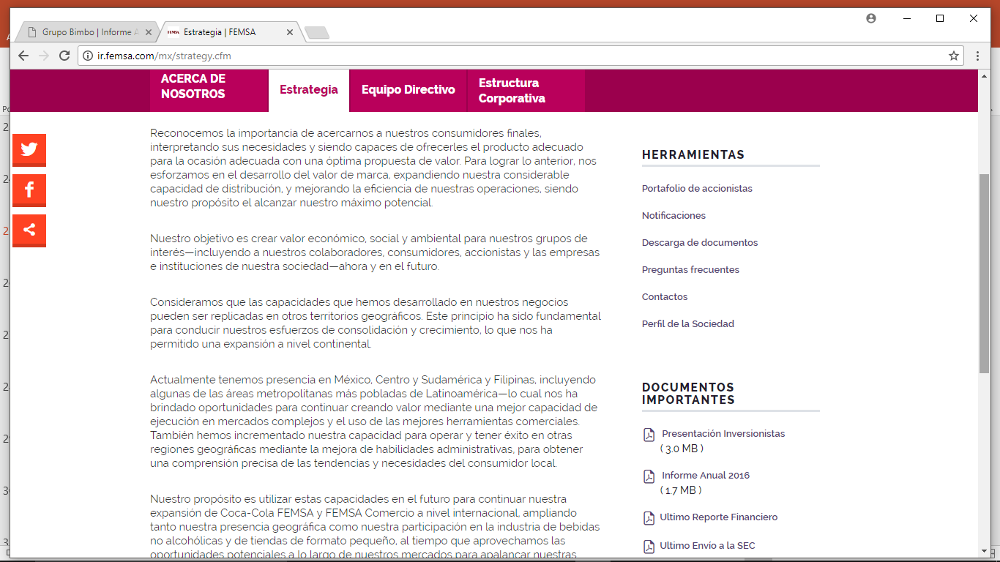 Grupo Bimbo | Informe A
FEMSA Estrategia | FEMSA
ir.femsa.com/mx/strategy.cfm
ACERCA DE
NOSOTROS
Estrategia
Equipo Directivo
Estructura
Corporativa
Reconocemos la importancia de acercarnos a nuestros consumidores finales,
interpretando sus necesidades y siendo capaces de ofrecerles el producto adecuado
para la ocasión adecuada con una óptima propuesta de valor. Para lograr lo anterior, nos
esforzamos en el desarrollo del valor de marca, expandiendo nuestra considerable
capacidad de distribución, y mejorando la eficiencia de nuestras operaciones, siendo
nuestro propósito el alcanzar nuestro máximo potencial.
Nuestro objetivo es crear valor económico, social y ambiental para nuestros grupos de
interés—incluyendo a nuestros colaboradores, consumidores, accionistas y las empresas
e instituciones de nuestra sociedad—ahora y en el futuro.
Consideramos que las capacidades que hemos desarrollado en nuestros negocios
pueden ser replicadas en otros territorios geográficos. Este principio ha sido fundamental
para conducir nuestros esfuerzos de consolidación y crecimiento, lo que nos ha
permitido una expansión a nivel continental.
Actualmente tenemos presencia en México, Centro y Sudamérica y Filipinas, incluyendo
algunas de las áreas metropolitanas más pobladas de Latinoamérica—lo cual nos ha
brindado oportunidades para continuar creando valor mediante una mejor capacidad de
ejecución en mercados complejos y el uso de las mejores herramientas comerciales.
También hemos incrementado nuestra capacidad para operar y tener éxito en otras
regiones geográficas mediante la mejora de habilidades administrativas, para obtener
una comprensión precisa de las tendencias y necesidades del consumidor local.
Nuestro propósito es utilizar estas capacidades en el futuro para continuar nuestra
expansión de Coca-Cola FEMSA y FEMSA Comercio a nivel internacional, ampliando
tanto nuestra presencia geográfica como nuestra participación en la industria de bebidas
no alcohólicas y de tiendas de formato pequeño, al tiempo que aprovechamos las
oportunidades potenciales a lo largo de nuestros mercados para apalancar nuestras
HERRAMIENTAS
Portafolio de accionistas
Notificaciones
Descarga de documentos
Preguntas frecuentes
Contactos
Perfil de la Sociedad
DOCUMENTOS
IMPORTANTES
Presentación Inversionistas
( 3.0 MB )
Informe Anual 2016
( 1.7 MB )
Ultimo Reporte Financiero
Ultimo Envío a la SEC